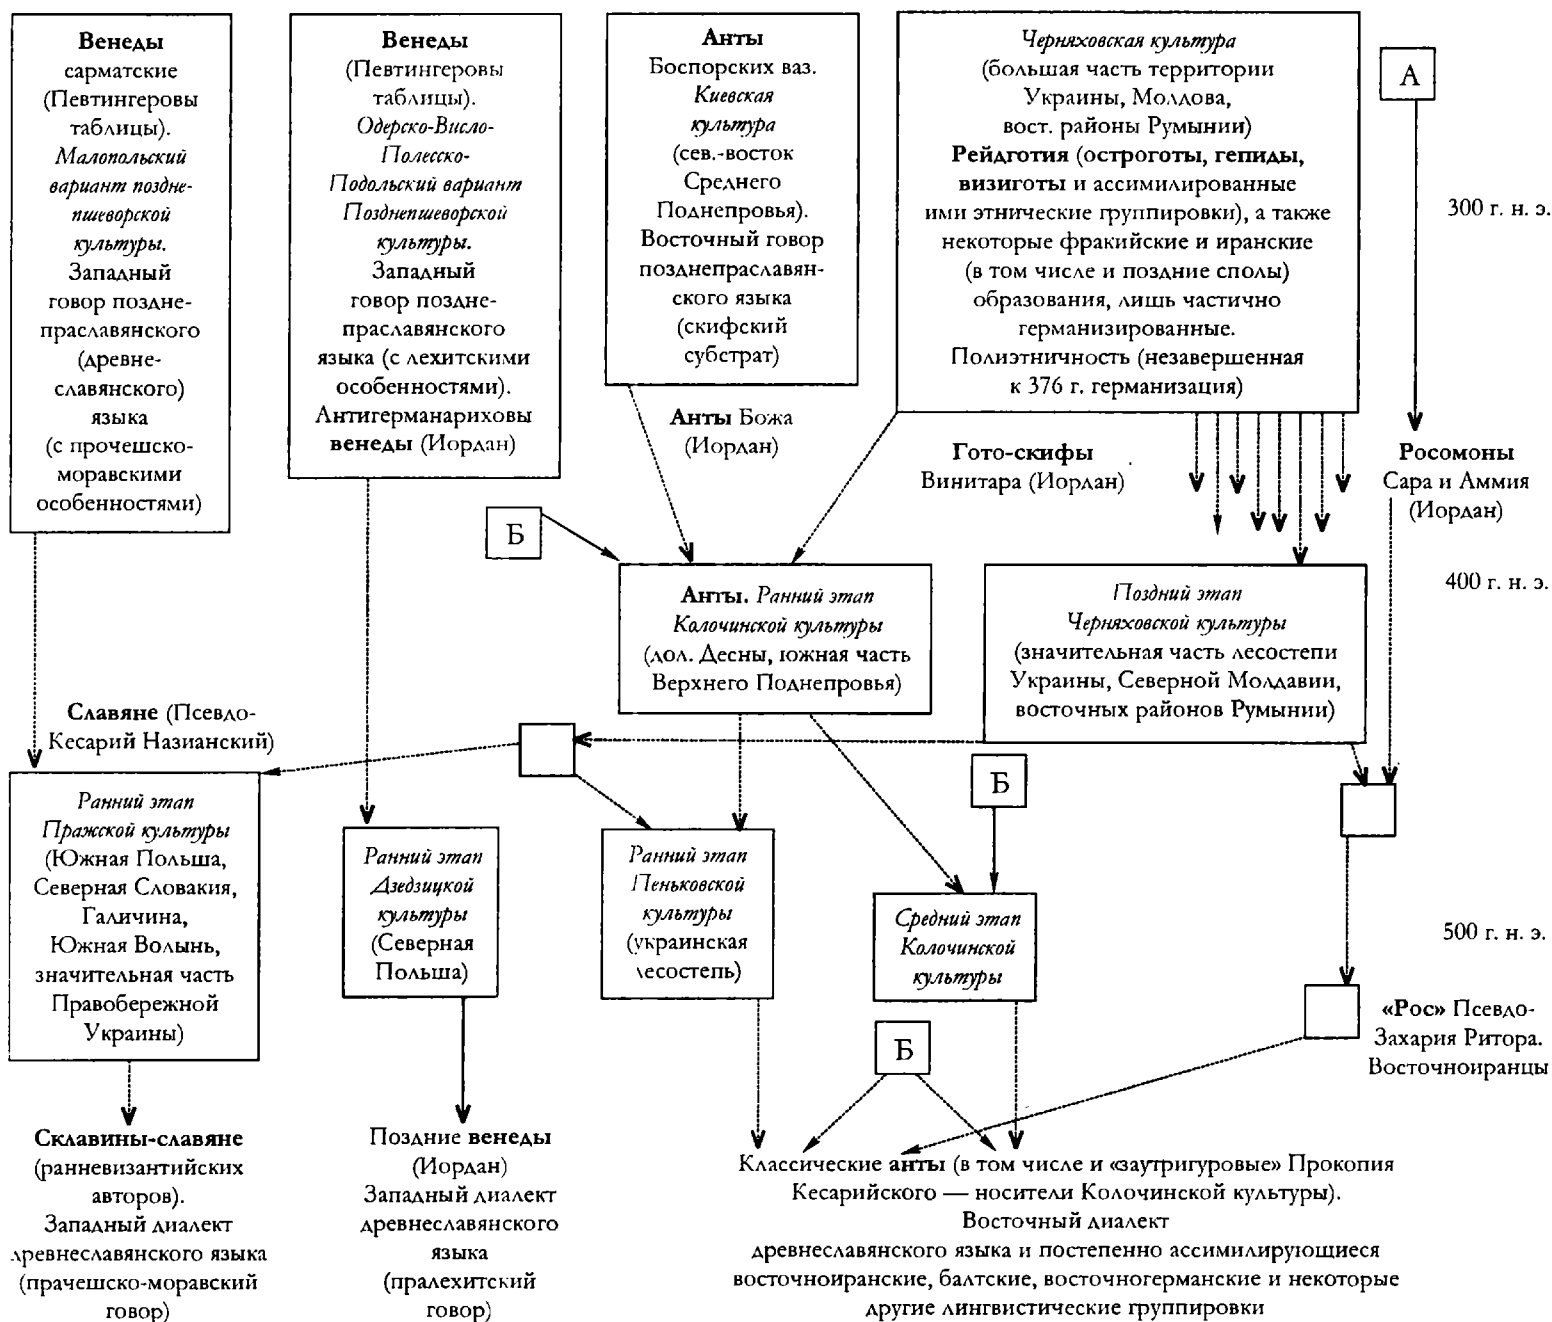 Венеды
сарматские
(Певтингеровы
таблицы).
Малопольский
вариант поздне-
пшеворской
культуры.
Западный
говор поздне-
праславянского
(древне-
славянского)
языка
(с прочешско-
моравскими
особенностями)
Венеды
(Певтингеровы
таблицы).
Одерско-Висло-
Полесско-
Подольский вариант
Позднепшеворской
культуры.
Западный
говор поздне-
праславянского
языка (с лехитскими
особенностями).
Антигерманариховы
венеды (Иордан)
Анты
Боспорских ваз.
Киевская
культура
(сев.-восток
Среднего
Поднепровья).
Восточный говор
позднепраславян-
ского языка
(скифский
субстрат)
Черняховская культура
(большая часть территории
Украины, Молдова,
вост. районы Румынии)
Рейдготия (остроготы, гепиды,
визиготы и ассимилированные
ими этнические группировки), а также
некоторые фракийские и иранские
(в том числе и поздние сполы)
образования, лишь частично
германизированные.
Полиэтничность (незавершенная
к 376 г. германизация)
А
300 г. н. э.
Анты Божа
(Иордан)
Гото-скифы
Винитара (Иордан)
Росомоны
Сара и Аммия
(Иордан)
Б
Анты. Ранний этап
Колочинской культуры
(дол. Десны, южная часть
Верхнего Поднепровья)
Поздний этап
Черняховской культуры
(значительная часть лесостепи
Украины, Северной Молдавии,
восточных районов Румынии)
400 г. н. э.
Славяне (Псевдо-
Кесарий Назианский)
Б
Ранний этап
Пражской культуры
(Южная Польша,
Северная Словакия,
Галичина,
Южная Волынь,
значительная часть
Правобережной
Украины)
Ранний этап
Дзедзицкой
культуры
(Северная
Польша)
Ранний этап
Пеньковской
культуры
(украинская
лесостепь)
Средний этап
Колочинской
культуры
500 г. н. э.
Б
«Рос» Псевдо-
Захария Ритора.
Восточноиранцы
Склавины-славяне
(ранневизантийских
авторов).
Западный диалект
древнеславянского языка
(прачешско-моравский
говор)
Поздние венеды
(Иордан)
Западный диалект
древнеславянского
языка
(пралехитский
говор)
Классические анты (в том числе и «заутригуровые» Прокопия
Кесарийского — носители Колочинской культуры).
Восточный диалект
древнеславянского языка и постепенно ассимилирующиеся
восточноиранские, балтские, восточногерманские и некоторые
другие лингвистические группировки